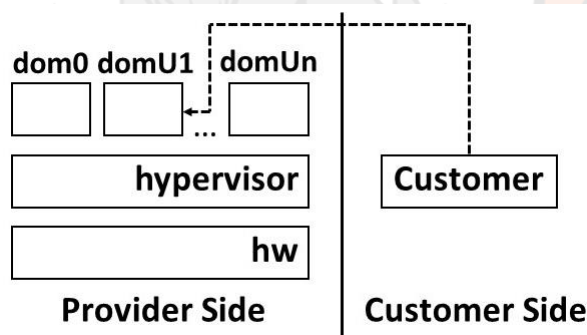 dom0 domU1 domUn
...
hypervisor
Customer
hw
Provider Side
Customer Side